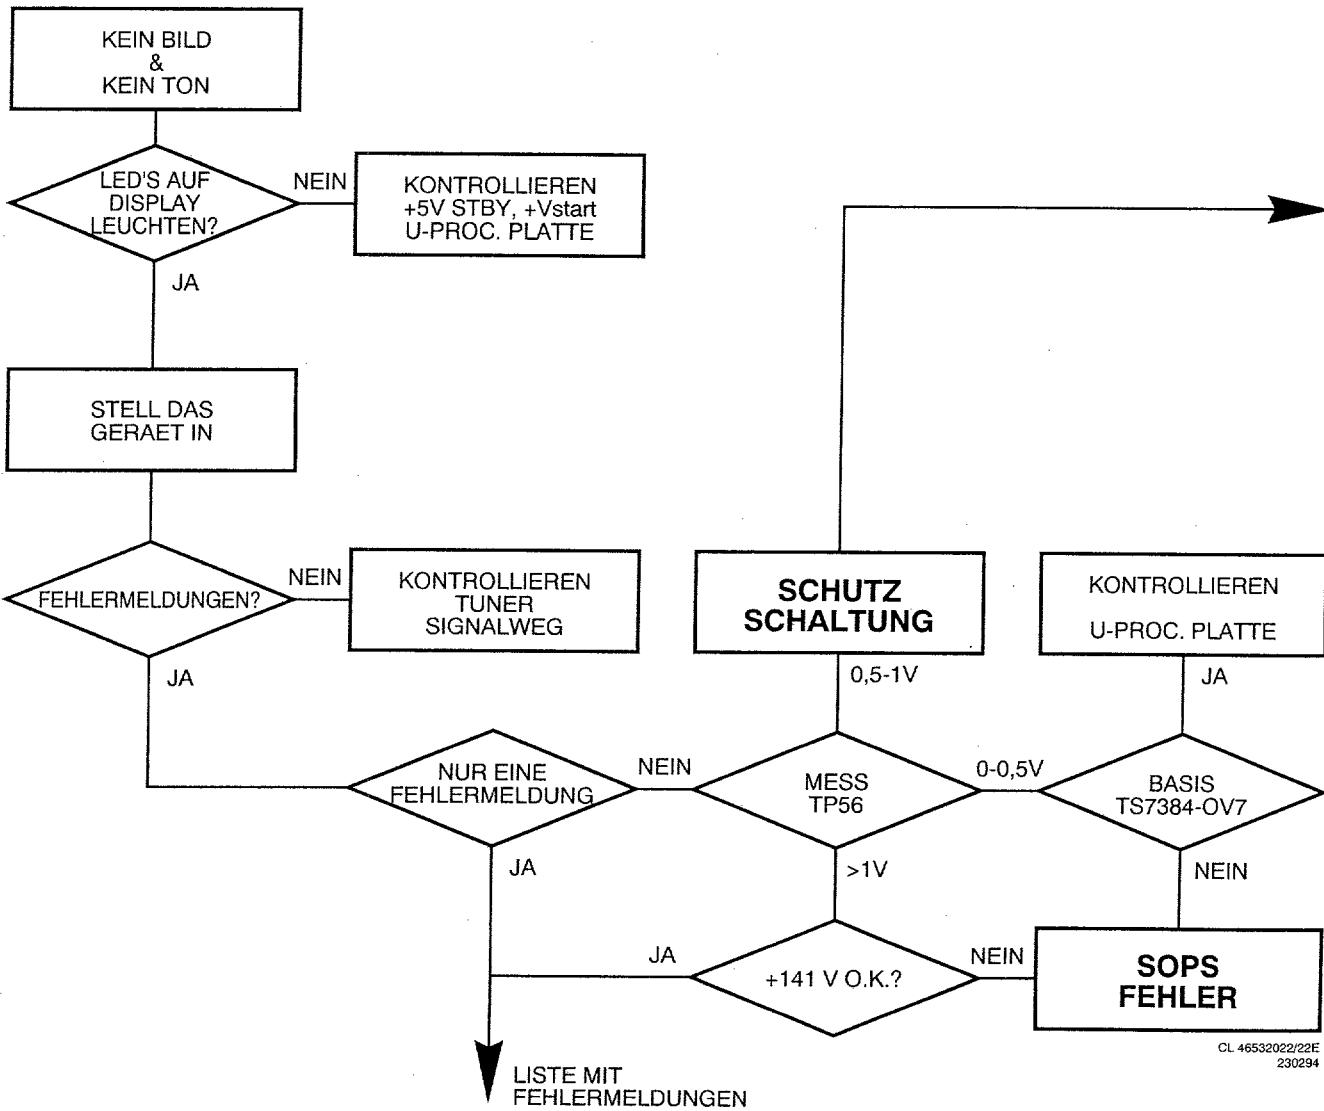 KEIN BILD
&
KEIN TON
LED'S AUF
DISPLAY
LEUCHTEN?
NEIN
KONTROLLIEREN
+5V STBY, +Vstart
U-PROC. PLATTE
JA
STELL DAS
GERAET IN
FEHLERMELDUNGEN?
NEIN
KONTROLLIEREN
TUNER
SIGNALWEG
JA
SCHUTZ
SCHALTUNG
KONTROLLIEREN
U-PROC. PLATTE
0,5-1V
JA
NUR EINE
FEHLERMELDUNG
NEIN
MESS
TP56
0-0,5V
BASIS
TS7384-OV7
JA
>1V
NEIN
JA
+141 V O.K.?
NEIN
SOPS
FEHLER
CL 46532022/22E
230294
LISTE MIT
FEHLERMELDUNGEN